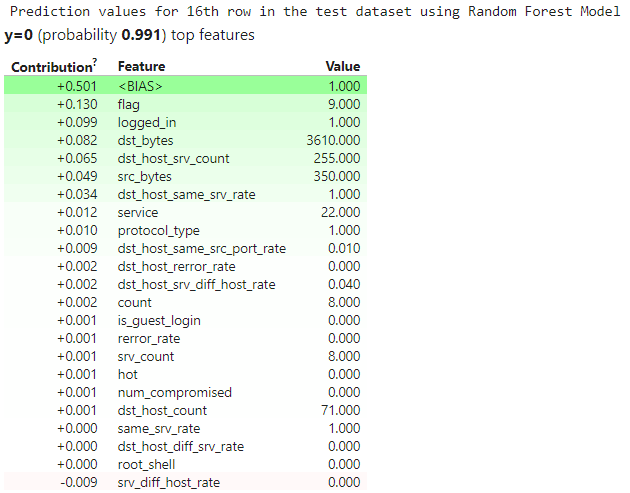 Prediction values for 16th row in the test dataset using Random Forest Model
y=0 (probability 0.991) top features
Contribution? Feature Value
+0.501 <BIAS> 1.000
+0.130 flag 9.000
+0.099 logged_in 1.000
+0.082 dst_bytes 3610.000
+0.065 dst_host_srv_count 255.000
+0.049 src_bytes 350.000
+0.034 dst_host_same_srv_rate 1.000
+0.012 service 22.000
+0.010 protocol_type 1.000
+0.009 dst_host_same_src_port_rate 0.010
+0.002 dst_host_rerror_rate 0.000
+0.002 dst_host_srv_diff_host_rate 0.040
+0.002 count 8.000
+0.001 is_guest_login 0.000
+0.001 rerror_rate 0.000
+0.001 srv_count 8.000
+0.001 hot 0.000
+0.001 num_compromised 0.000
+0.001 dst_host_count 71.000
+0.000 same_srv_rate 1.000
+0.000 dst_host_diff_srv_rate 0.000
+0.000 root_shell 0.000
-0.009 srv_diff_host_rate 0.000